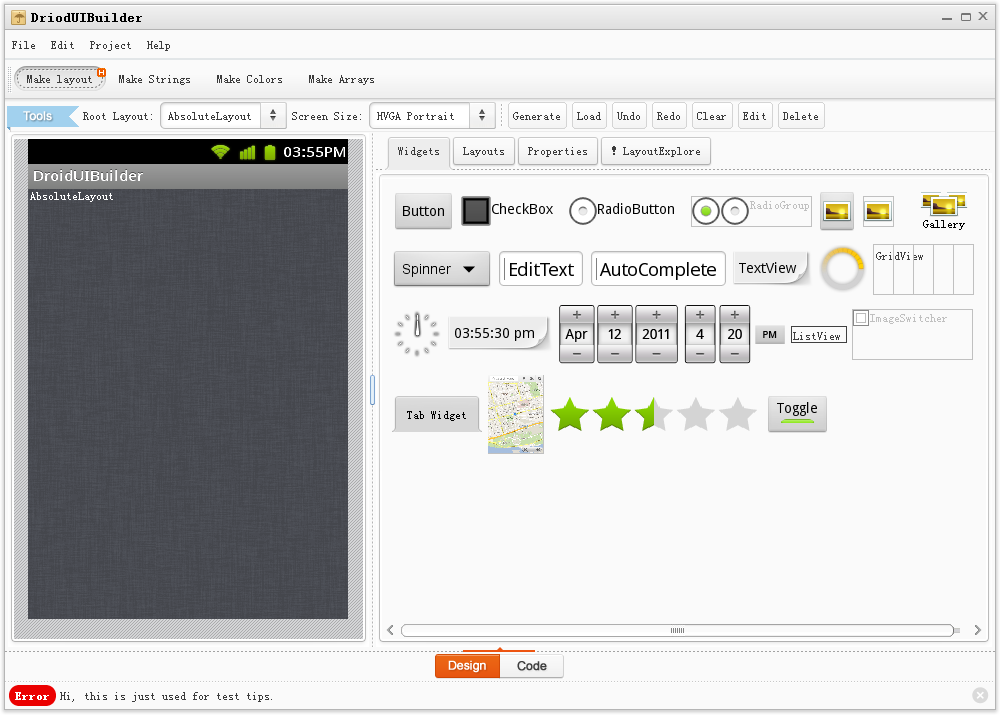 DriodUIBuilder
File Edit Project Help
Make layout H Make Strings Make Colors Make Arrays
Tools Root Layout: AbsoluteLayout Screen Size: HVGA Portrait Generate Load Undo Redo Clear Edit Delete
03:55PM
DroidUIBuilder
AbsoluteLayout
Widgets Layouts Properties ! LayoutExplore
Button CheckBox RadioButton RadioGroup Gallery
Spinner EditText AutoComplete TextView GridView
03:55:30 pm
+ + + + +
Apr 12 2011 4 20 PM ListView ImageSwitcher
− − − − −
Tab Widget Toggle
Design Code
Error Hi, this is just used for test tips.